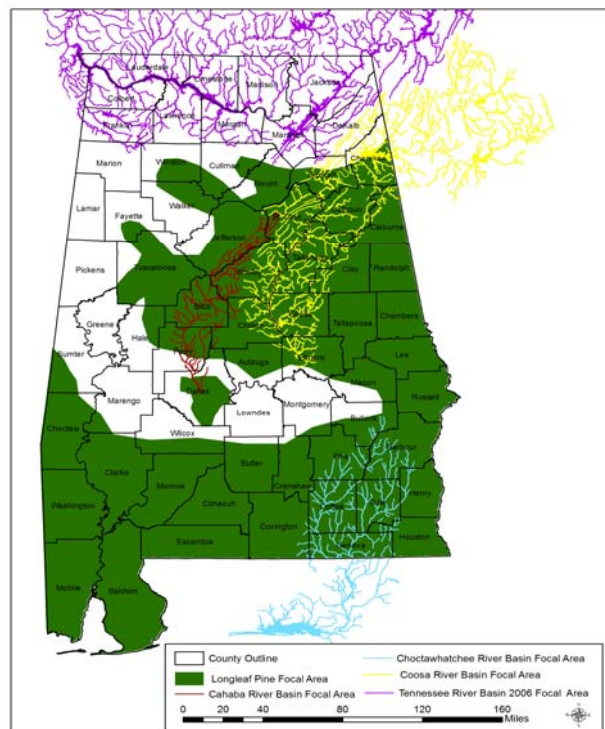 Lauderdale
Limestone
Madison
Jackson
Colbert
Lawrence
Franklin
Morgan
DeKalb
Marion
Winston
Cullman
Blount
Lamar
Fayette
Walker
Jefferson
Pickens
Tuscaloosa
Cleburne
Clay
Randolph
Greene
Hale
Tallapoosa
Chambers
Sumter
Autauga
Lee
Macon
Russell
Marengo
Dallas
Lowndes
Montgomery
Bullock
Choctaw
Wilcox
Clarke
Butler
Pike
Barbour
Washington
Monroe
Crenshaw
Henry
Conecuh
Covington
Houston
Escambia
Geneva
Mobile
Baldwin
County Outline
Longleaf Pine Focal Area
Cahaba River Basin Focal Area
Choctawhatchee River Basin Focal Area
Coosa River Basin Focal Area
Tennessee River Basin 2006 Focal Area
0 10 20 40 80 120 160
Miles